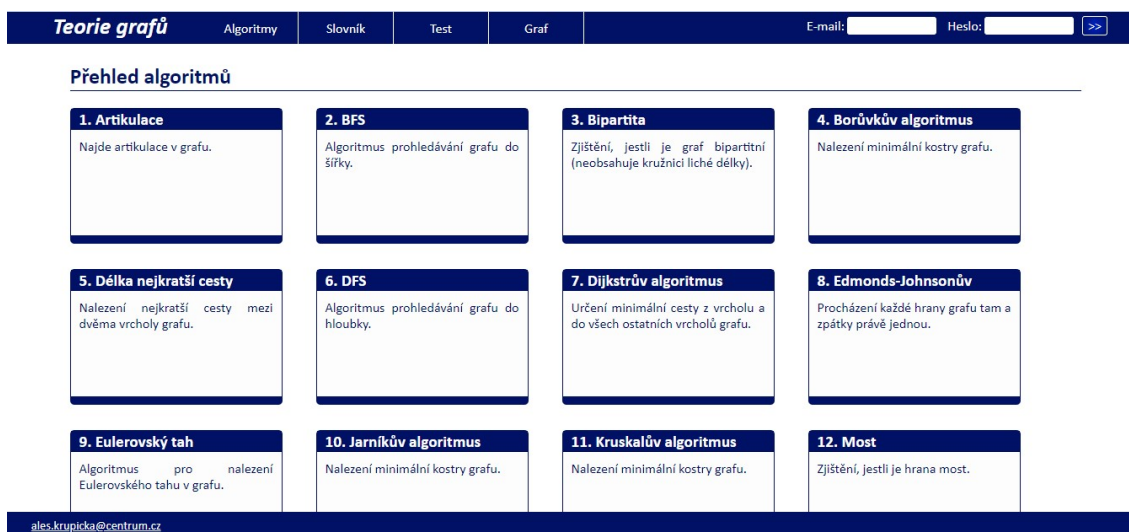 Teorie grafů Algoritmy Slovník Test Graf E-mail: Heslo: >>
Přehled algoritmů
1. Artikulace
Najde artikulace v grafu.
2. BFS
Algoritmus prohledávání grafu do
šířky.
3. Bipartita
Zjištění, jestli je graf bipartitní
(neobsahuje kružnici liché délky).
4. Borůvkův algoritmus
Nalezení minimální kostry grafu.
5. Délka nejkratší cesty
Nalezení nejkratší cesty mezi
dvěma vrcholy grafu.
6. DFS
Algoritmus prohledávání grafu do
hloubky.
7. Dijkstrův algoritmus
Určení minimální cesty z vrcholu a
do všech ostatních vrcholů grafu.
8. Edmonds-Johnsonův
Procházení každé hrany grafu tam a
zpátky právě jednou.
9. Eulerovský tah
Algoritmus pro nalezení
Eulerovského tahu v grafu.
10. Jarníkův algoritmus
Nalezení minimální kostry grafu.
11. Kruskalův algoritmus
Nalezení minimální kostry grafu.
12. Most
Zjištění, jestli je hrana most.
ales.krupicka@centrum.cz